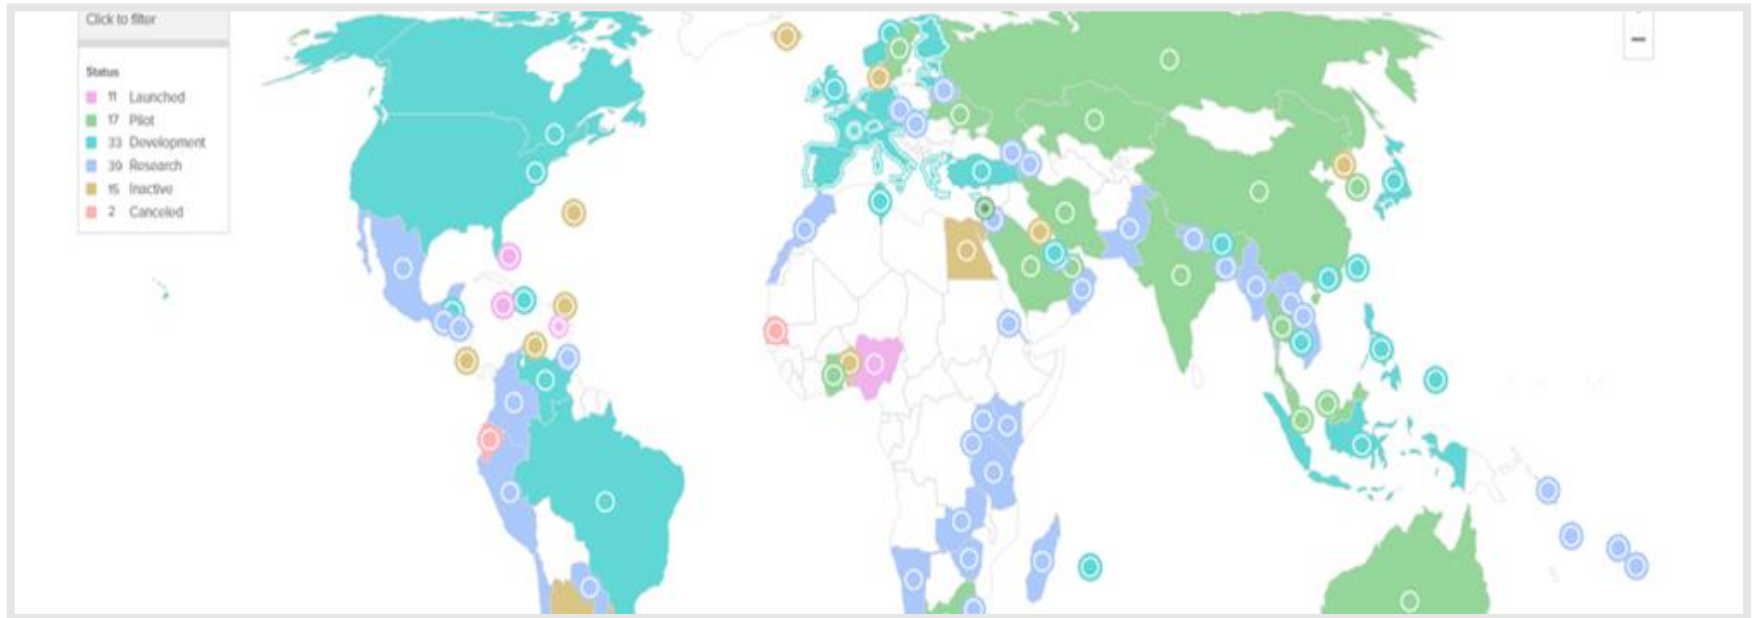 Click to filter
Status
11 Launched
17 Pilot
33 Development
39 Research
15 Inactive
2 Canceled